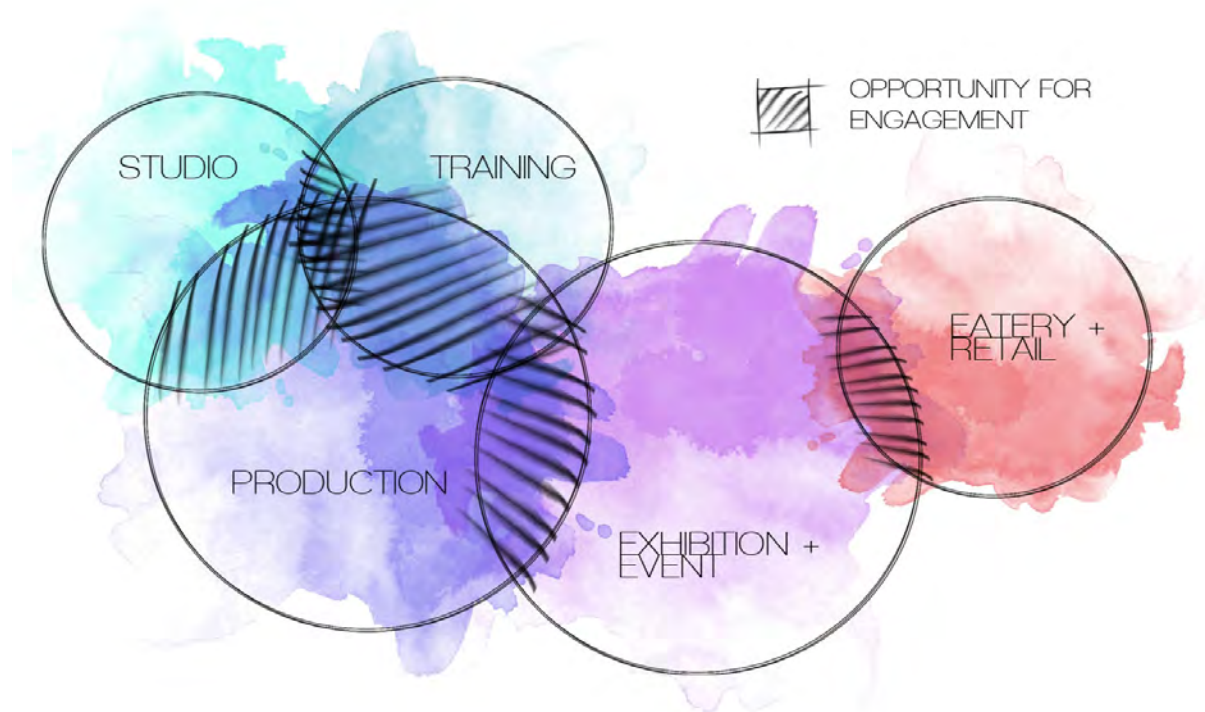 OPPORTUNITY FOR
ENGAGEMENT
STUDIO
TRAINING
EATERY +
RETAIL
PRODUCTION
EXHIBITION +
EVENT